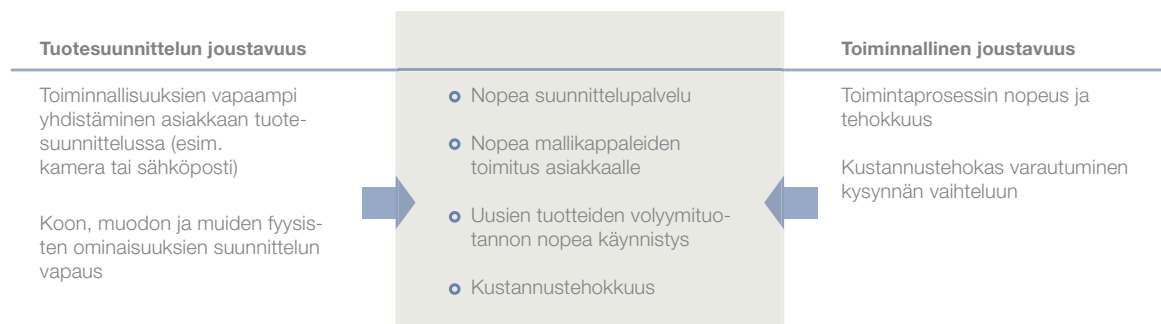 Tuotesuunnittelun joustavuus
Toiminnallisuuksien vapaampi
yhdistäminen asiakkaan tuote-
suunnittelussa (esim.
kamera tai sähköposti)
Koon, muodon ja muiden fyysis-
ten ominaisuuksien suunnittelun
vapaus
Nopea suunnittelupalvelu
Nopea mallikappaleiden
toimitus asiakkaalle
Uusien tuotteiden volyymituo-
tannon nopea käynnistys
Kustannustehokkuus
Toiminnallinen joustavuus
Toimintaprosessin nopeus ja
tehokkuus
Kustannustehokas varautuminen
kysynnän vaihteluun